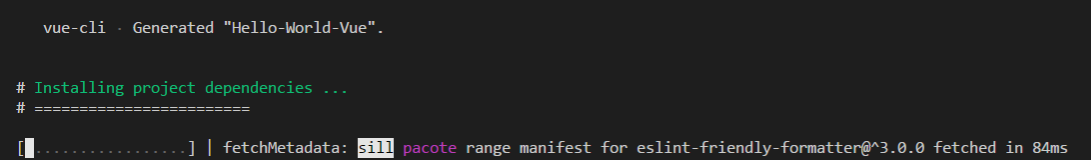 vue-cli · Generated "Hello-World-Vue".
# Installing project dependencies ...
# ========================
[ .................] | fetchMetadata: sill pacote range manifest for eslint-friendly-formatter@^3.0.0 fetched in 84ms